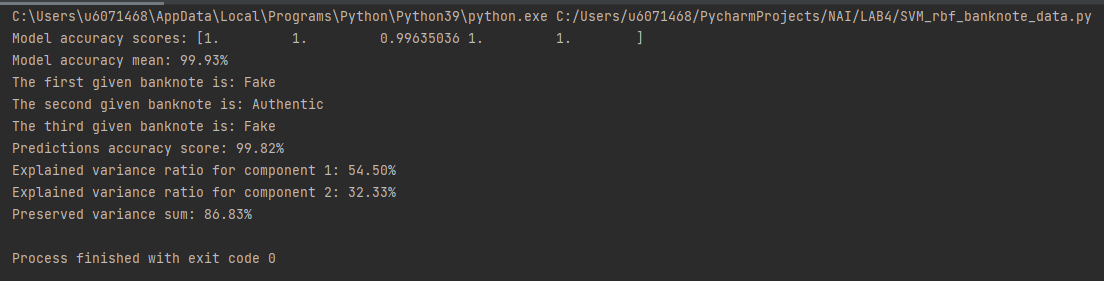 C:\Users\u6071468\AppData\Local\Programs\Python\Python39\python.exe C:/Users/u6071468/PycharmProjects/NAI/LAB4/SVM_rbf_banknote_data.py
Model accuracy scores: [1.         1.         0.99635036 1.         1.        ]
Model accuracy mean: 99.93%
The first given banknote is: Fake
The second given banknote is: Authentic
The third given banknote is: Fake
Predictions accuracy score: 99.82%
Explained variance ratio for component 1: 54.50%
Explained variance ratio for component 2: 32.33%
Preserved variance sum: 86.83%
Process finished with exit code 0